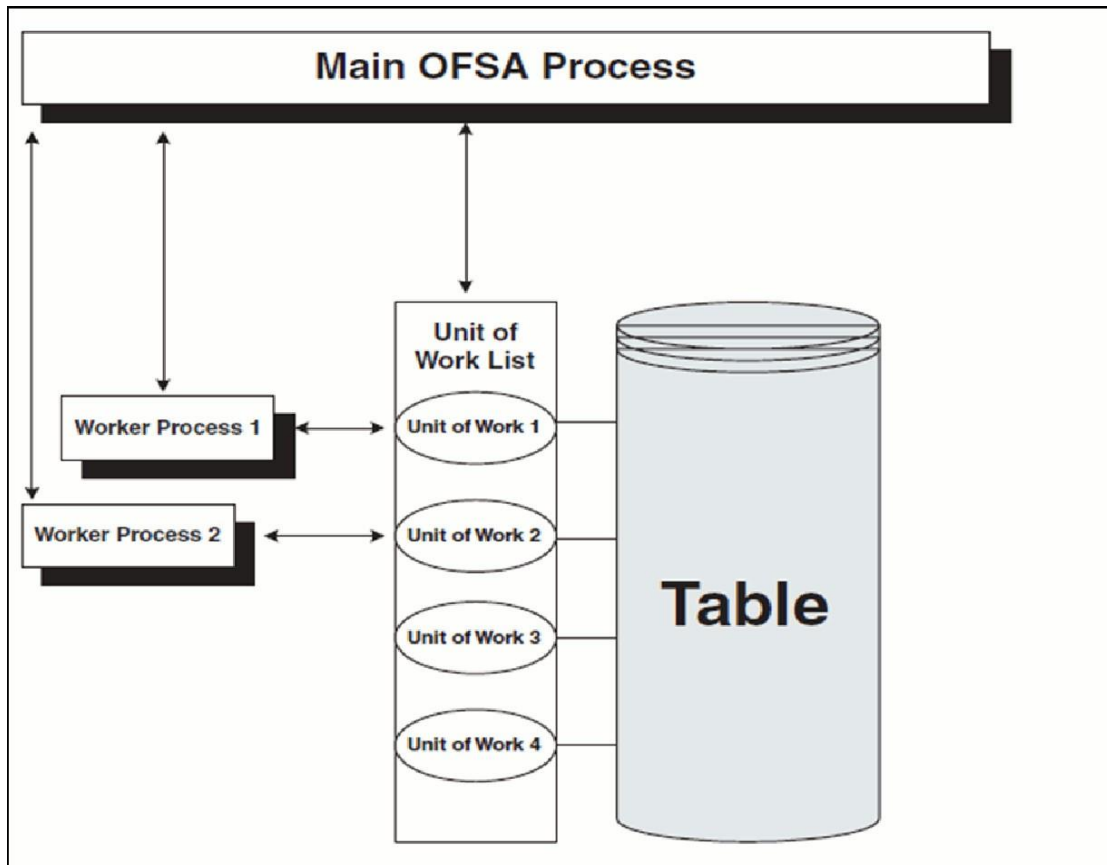 Main OFSA Process
Unit of
Work List
Worker Process 1
Unit of Work 1
Worker Process 2
Unit of Work 2
Unit of Work 3
Unit of Work 4
Table